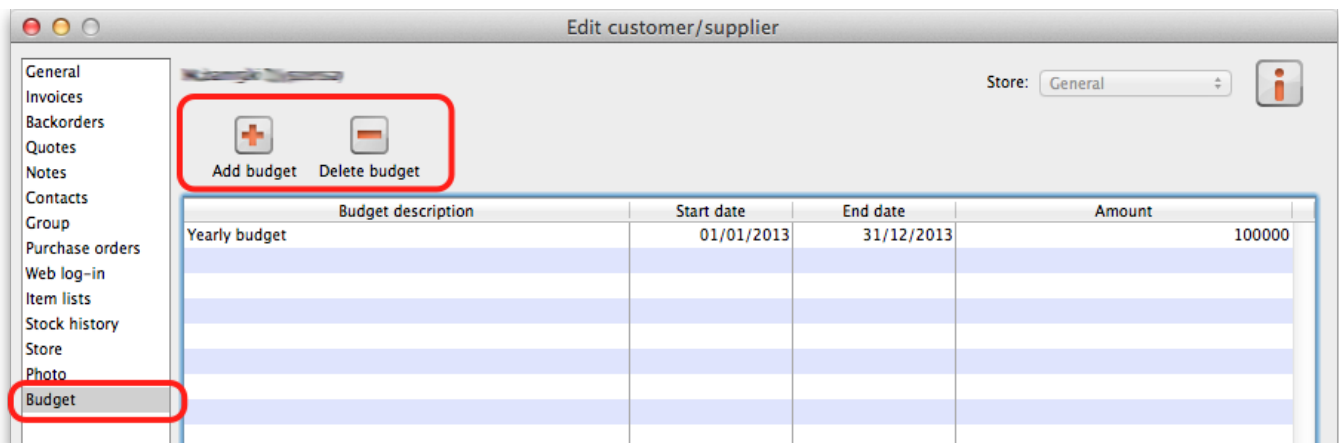 Edit customer/supplier
General
Invoices
Backorders
Quotes
Notes
Contacts
Group
Purchase orders
Web log-in
Item lists
Stock history
Store
Photo
Budget
Store: General
Add budget Delete budget
Budget description Start date End date Amount
Yearly budget 01/01/2013 31/12/2013 100000